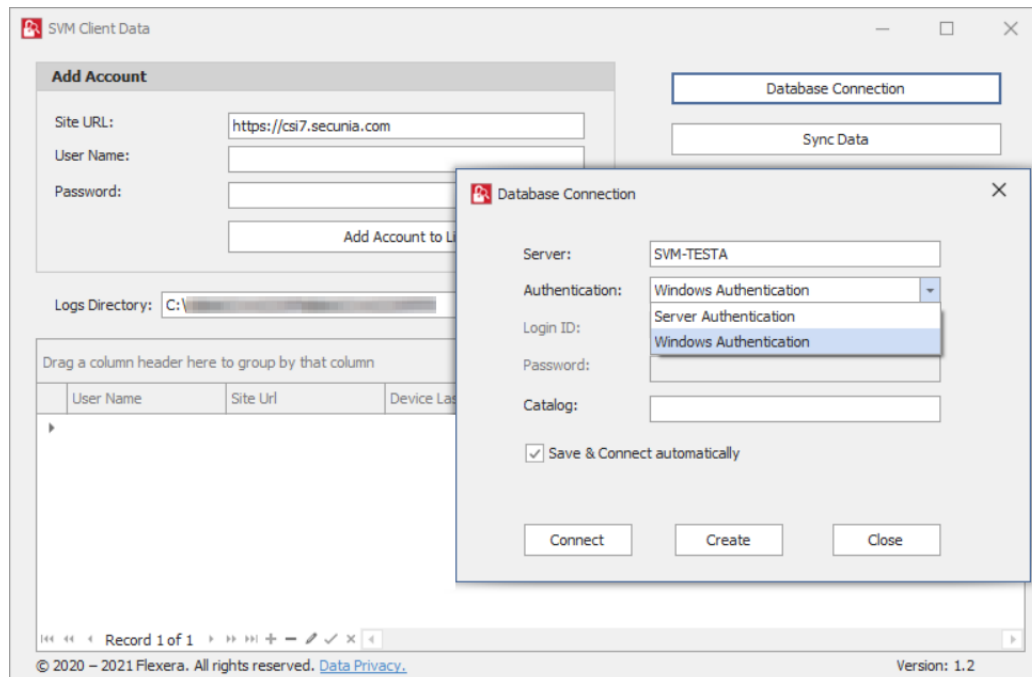 SVM Client Data
Add Account
Site URL:
https://csi7.secunia.com
User Name:
Password:
Add Account to Li
Database Connection
Sync Data
Logs Directory:
C:\
Drag a column header here to group by that column
User Name
Site Url
Device Las
Database Connection
Server:
SVM-TESTA
Authentication:
Windows Authentication
Server Authentication
Windows Authentication
Login ID:
Password:
Catalog:
Save & Connect automatically
Connect
Create
Close
Record 1 of 1
© 2020 – 2021 Flexera. All rights reserved. Data Privacy.
Version: 1.2